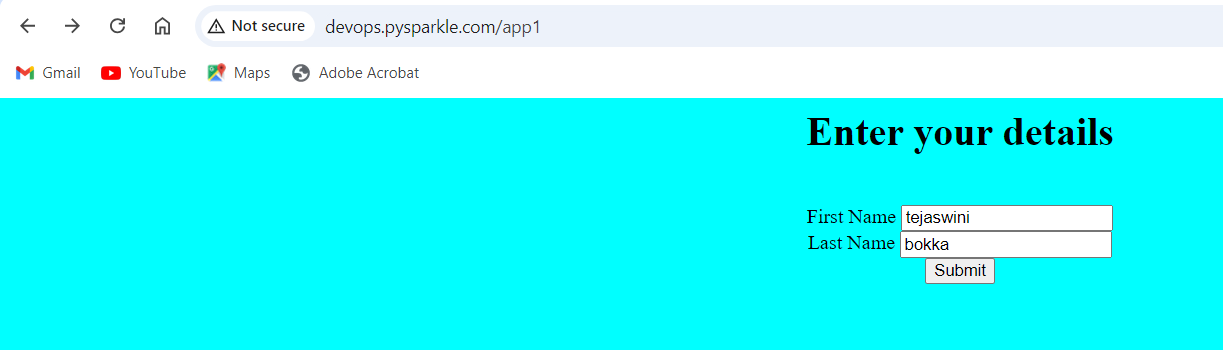 Not secure devops.pysparkle.com/app1
Gmail YouTube Maps Adobe Acrobat
Enter your details
First Name tejaswini
Last Name bokka
Submit